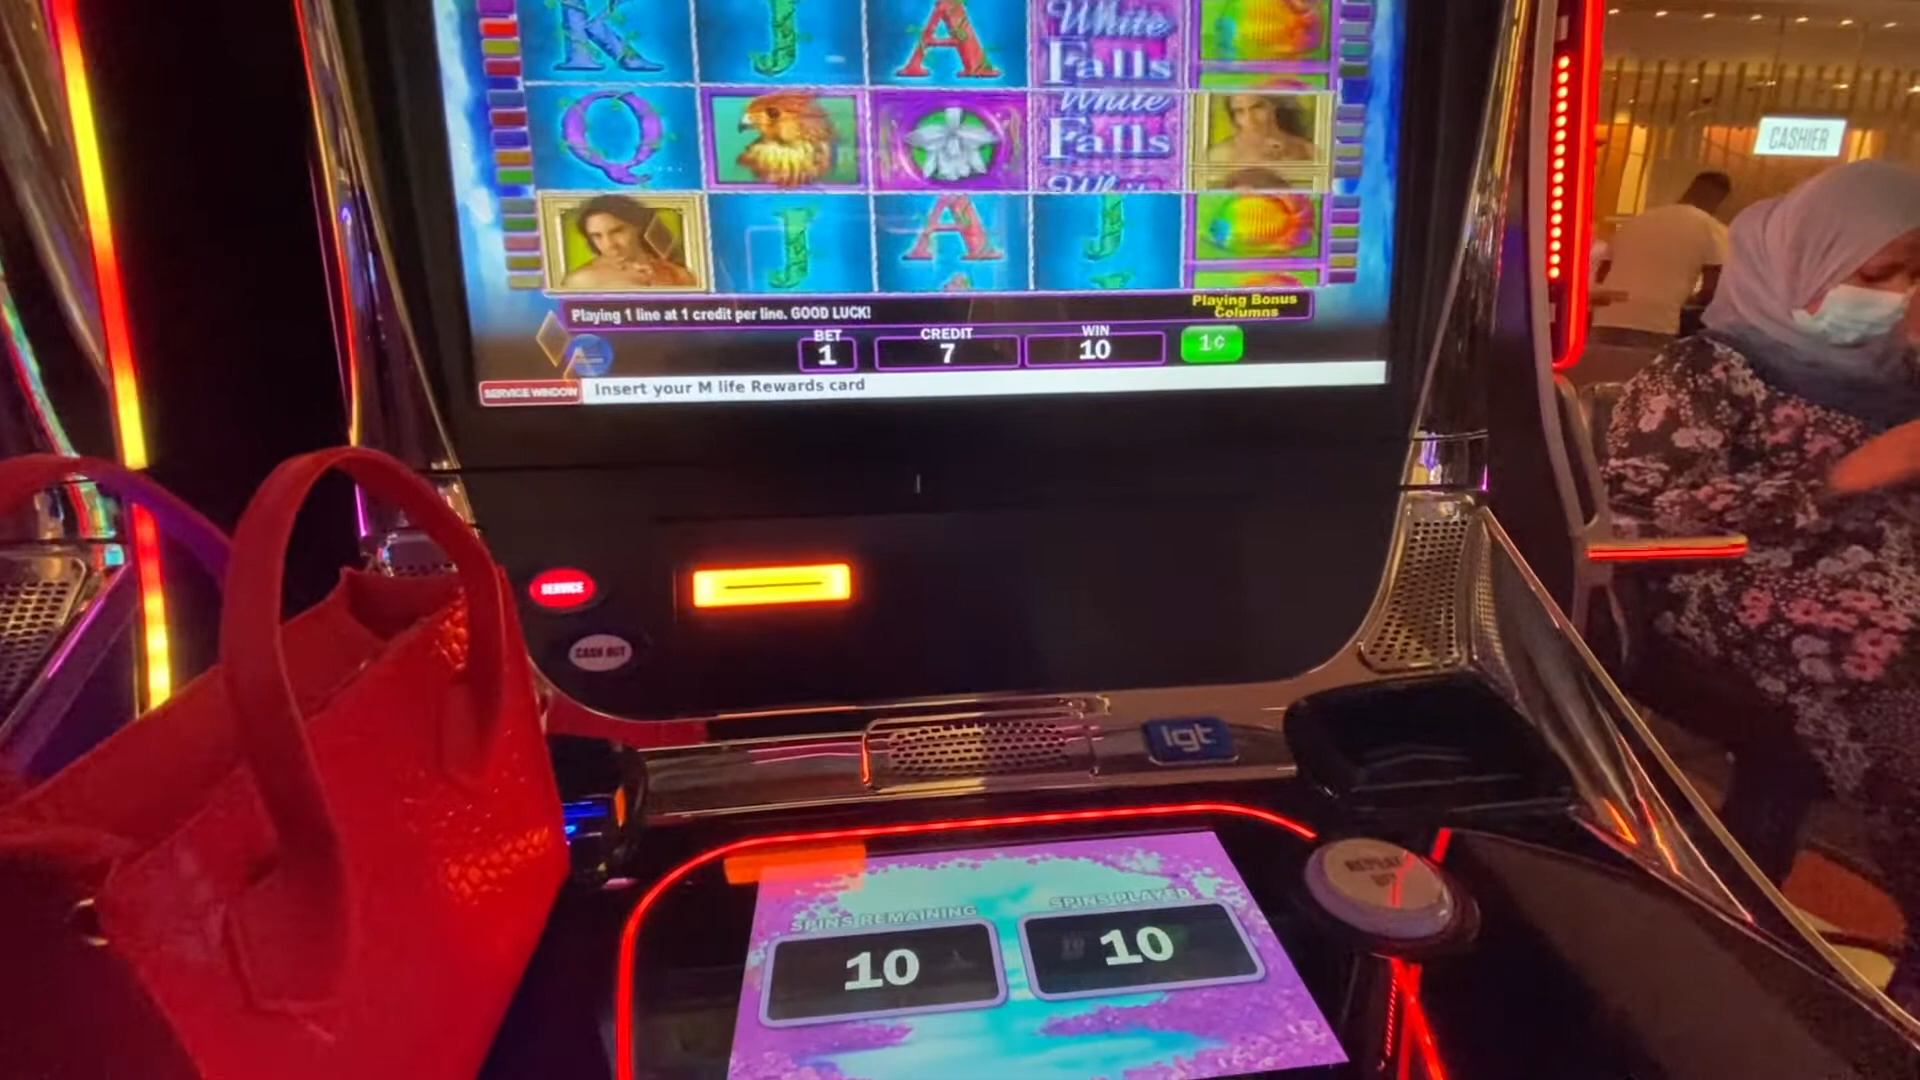 K J A White
Falls
White
Q Falls
J A J
Playing 1 line at 1 credit per line. GOOD LUCK!
Playing Bonus
Columns
BET CREDIT WIN
1 7 10 1¢
SERVICE WINDOW Insert your M life Rewards card
CASHIER
SERVICE
CASH OUT
igt
REPEAT
BET
SPINS REMAINING SPINS PLAYED
10 10